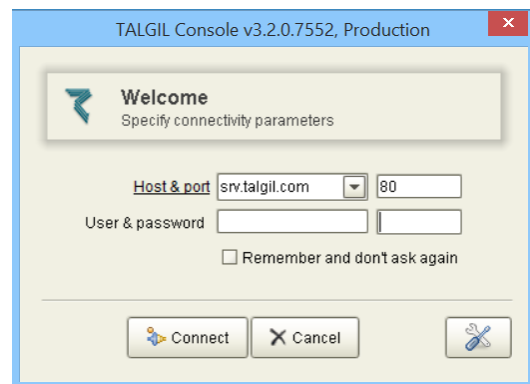 TALGIL Console v3.2.0.7552, Production
Welcome
Specify connectivity parameters
Host & port srv.talgil.com 80
User & password
Remember and don't ask again
Connect Cancel